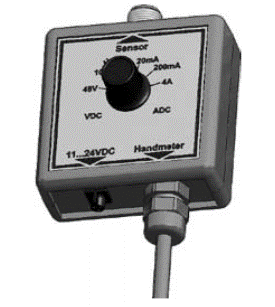 Sensor
20mA
200mA
48V
4A
VDC
ADC
11...24VDC
Handmeter